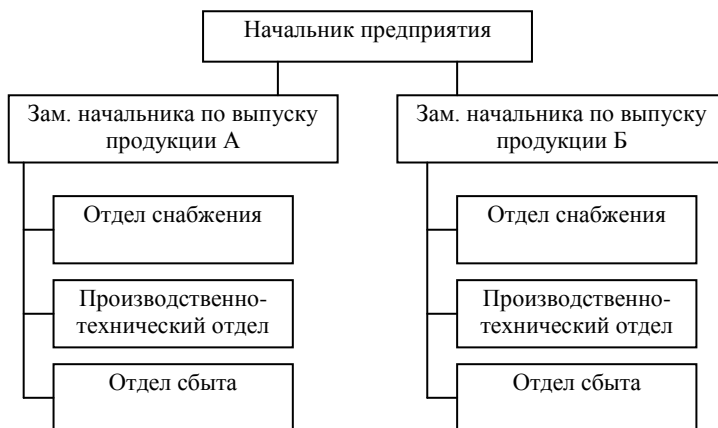 Начальник предприятия
Зам. начальника по выпуску
продукции А
Зам. начальника по выпуску
продукции Б
Отдел снабжения
Производственно-
технический отдел
Отдел сбыта
Отдел снабжения
Производственно-
технический отдел
Отдел сбыта